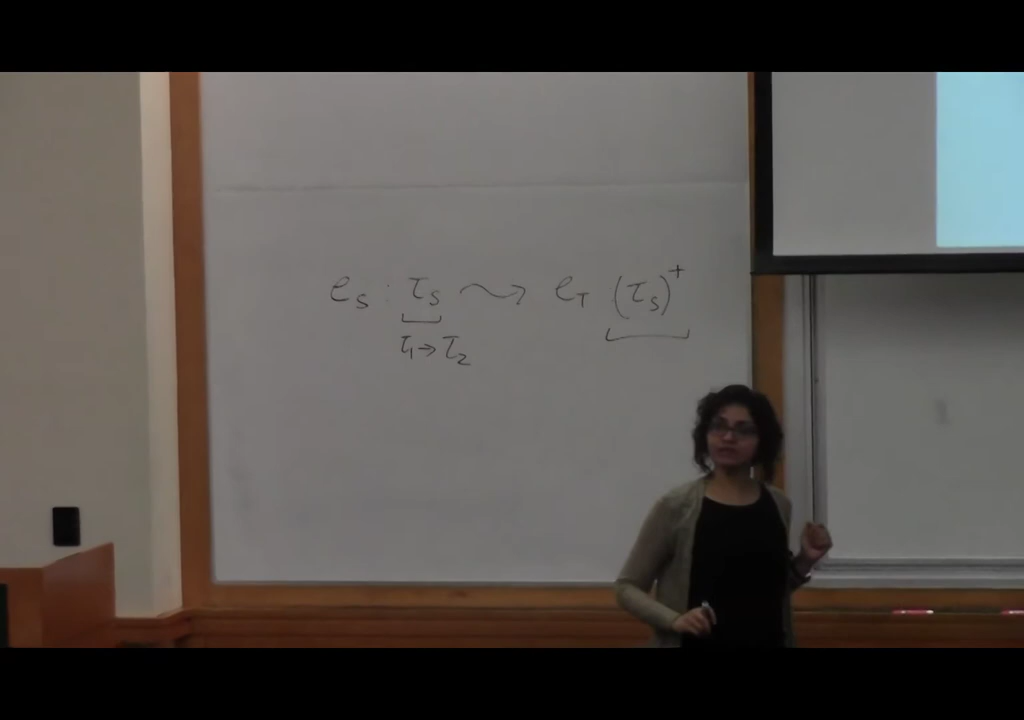 e_S : τ_S ⇝ e_T (τ_S)^+
τ_1 → τ_2